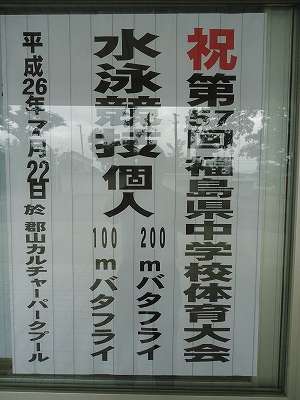 祝 第57回福島県中学校体育大会
水泳競技個人
200mバタフライ
100mバタフライ
平成26年7月22日 於 郡山カルチャーパークプール